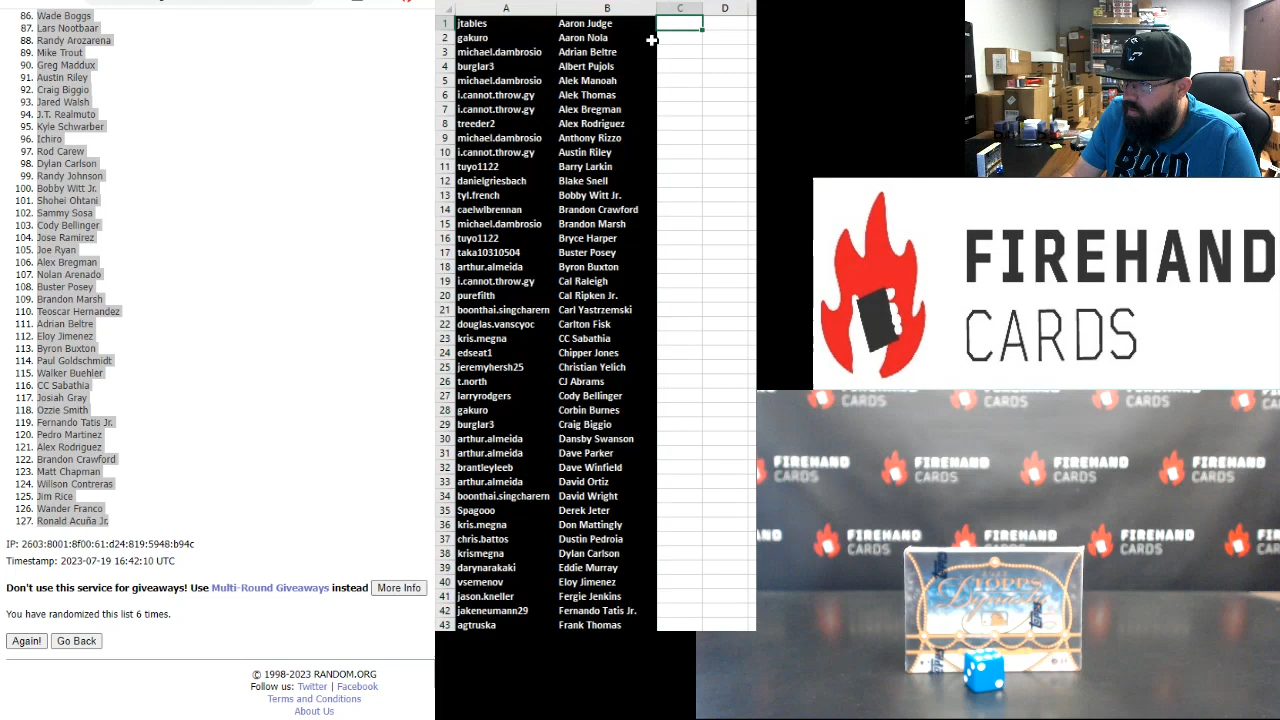 86. Wade Boggs
87. Lars Nootbaar
88. Randy Arozarena
89. Mike Trout
90. Greg Maddux
91. Austin Riley
92. Craig Biggio
93. Jared Walsh
94. J.T. Realmuto
95. Kyle Schwarber
96. Ichiro
97. Rod Carew
98. Dylan Carlson
99. Randy Johnson
100. Bobby Witt Jr.
101. Shohei Ohtani
102. Sammy Sosa
103. Cody Bellinger
104. Jose Ramirez
105. Joe Ryan
106. Alex Bregman
107. Nolan Arenado
108. Buster Posey
109. Brandon Marsh
110. Teoscar Hernandez
111. Adrian Beltre
112. Eloy Jimenez
113. Byron Buxton
114. Paul Goldschmidt
115. Walker Buehler
116. CC Sabathia
117. Josiah Gray
118. Ozzie Smith
119. Fernando Tatis Jr.
120. Pedro Martinez
121. Alex Rodriguez
122. Brandon Crawford
123. Matt Chapman
124. Willson Contreras
125. Jim Rice
126. Wander Franco
127. Ronald Acuña Jr.
IP: 2603:8001:8f00:61:d24:819:5948:b94c
Timestamp: 2023-07-19 16:42:10 UTC
Don't use this service for giveaways! Use Multi-Round Giveaways instead More Info
You have randomized this list 6 times.
Again! Go Back
© 1998-2023 RANDOM.ORG
Follow us: Twitter | Facebook
Terms and Conditions
About Us
A B C D
1 jtables Aaron Judge
2 gakuro Aaron Nola
3 michael.dambrosio Adrian Beltre
4 burglar3 Albert Pujols
5 michael.dambrosio Alek Manoah
6 i.cannot.throw.gy Alek Thomas
7 i.cannot.throw.gy Alex Bregman
8 treeder2 Alex Rodriguez
9 michael.dambrosio Anthony Rizzo
10 i.cannot.throw.gy Austin Riley
11 tuyo1122 Barry Larkin
12 danielgriesbach Blake Snell
13 tyl.french Bobby Witt Jr.
14 caelwlbrennan Brandon Crawford
15 michael.dambrosio Brandon Marsh
16 tuyo1122 Bryce Harper
17 taka10310504 Buster Posey
18 arthur.almeida Byron Buxton
19 i.cannot.throw.gy Cal Raleigh
20 purefilth Cal Ripken Jr.
21 boonthai.singcharern Carl Yastrzemski
22 douglas.vanscyoc Carlton Fisk
23 kris.megna CC Sabathia
24 edseat1 Chipper Jones
25 jeremyhersh25 Christian Yelich
26 t.north CJ Abrams
27 larryrodgers Cody Bellinger
28 gakuro Corbin Burnes
29 burglar3 Craig Biggio
30 arthur.almeida Dansby Swanson
31 arthur.almeida Dave Parker
32 brantleyleeb Dave Winfield
33 arthur.almeida David Ortiz
34 boonthai.singcharern David Wright
35 Spagooo Derek Jeter
36 kris.megna Don Mattingly
37 chris.battos Dustin Pedroia
38 krismegna Dylan Carlson
39 darynarakaki Eddie Murray
40 vsemenov Eloy Jimenez
41 jason.kneller Fergie Jenkins
42 jakeneumann29 Fernando Tatis Jr.
43 agtruska Frank Thomas
FIREHAND
CARDS
CARDS CARDS CARDS
FIREHAND FIREHAND FIREHAND
CARDS CARDS CARDS
FIREHAND FIREHAND FIREHAND
CARDS CARDS CARDS
TOPPS
Dynasty